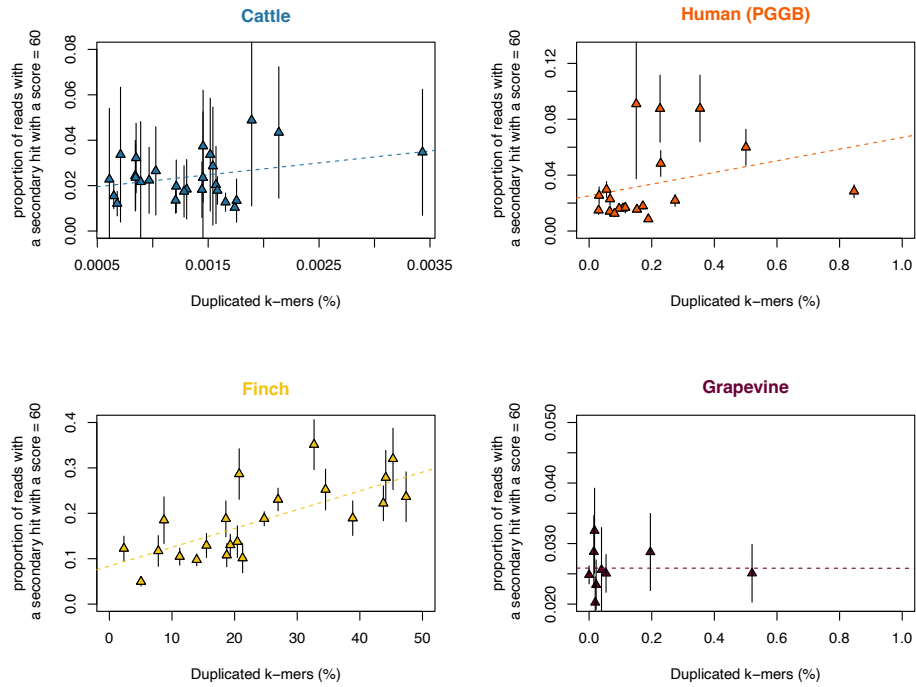 Cattle
proportion of reads with
a secondary hit with a score = 60
0.00
0.02
0.04
0.06
0.08
0.0005
0.0015
0.0025
0.0035
Duplicated k−mers (%)
Human (PGGB)
proportion of reads with
a secondary hit with a score = 60
0.00
0.04
0.08
0.12
0.0
0.2
0.4
0.6
0.8
1.0
Duplicated k−mers (%)
Finch
proportion of reads with
a secondary hit with a score = 60
0.0
0.1
0.2
0.3
0.4
0
10
20
30
40
50
Duplicated k−mers (%)
Grapevine
proportion of reads with
a secondary hit with a score = 60
0.020
0.030
0.040
0.050
0.0
0.2
0.4
0.6
0.8
1.0
Duplicated k−mers (%)